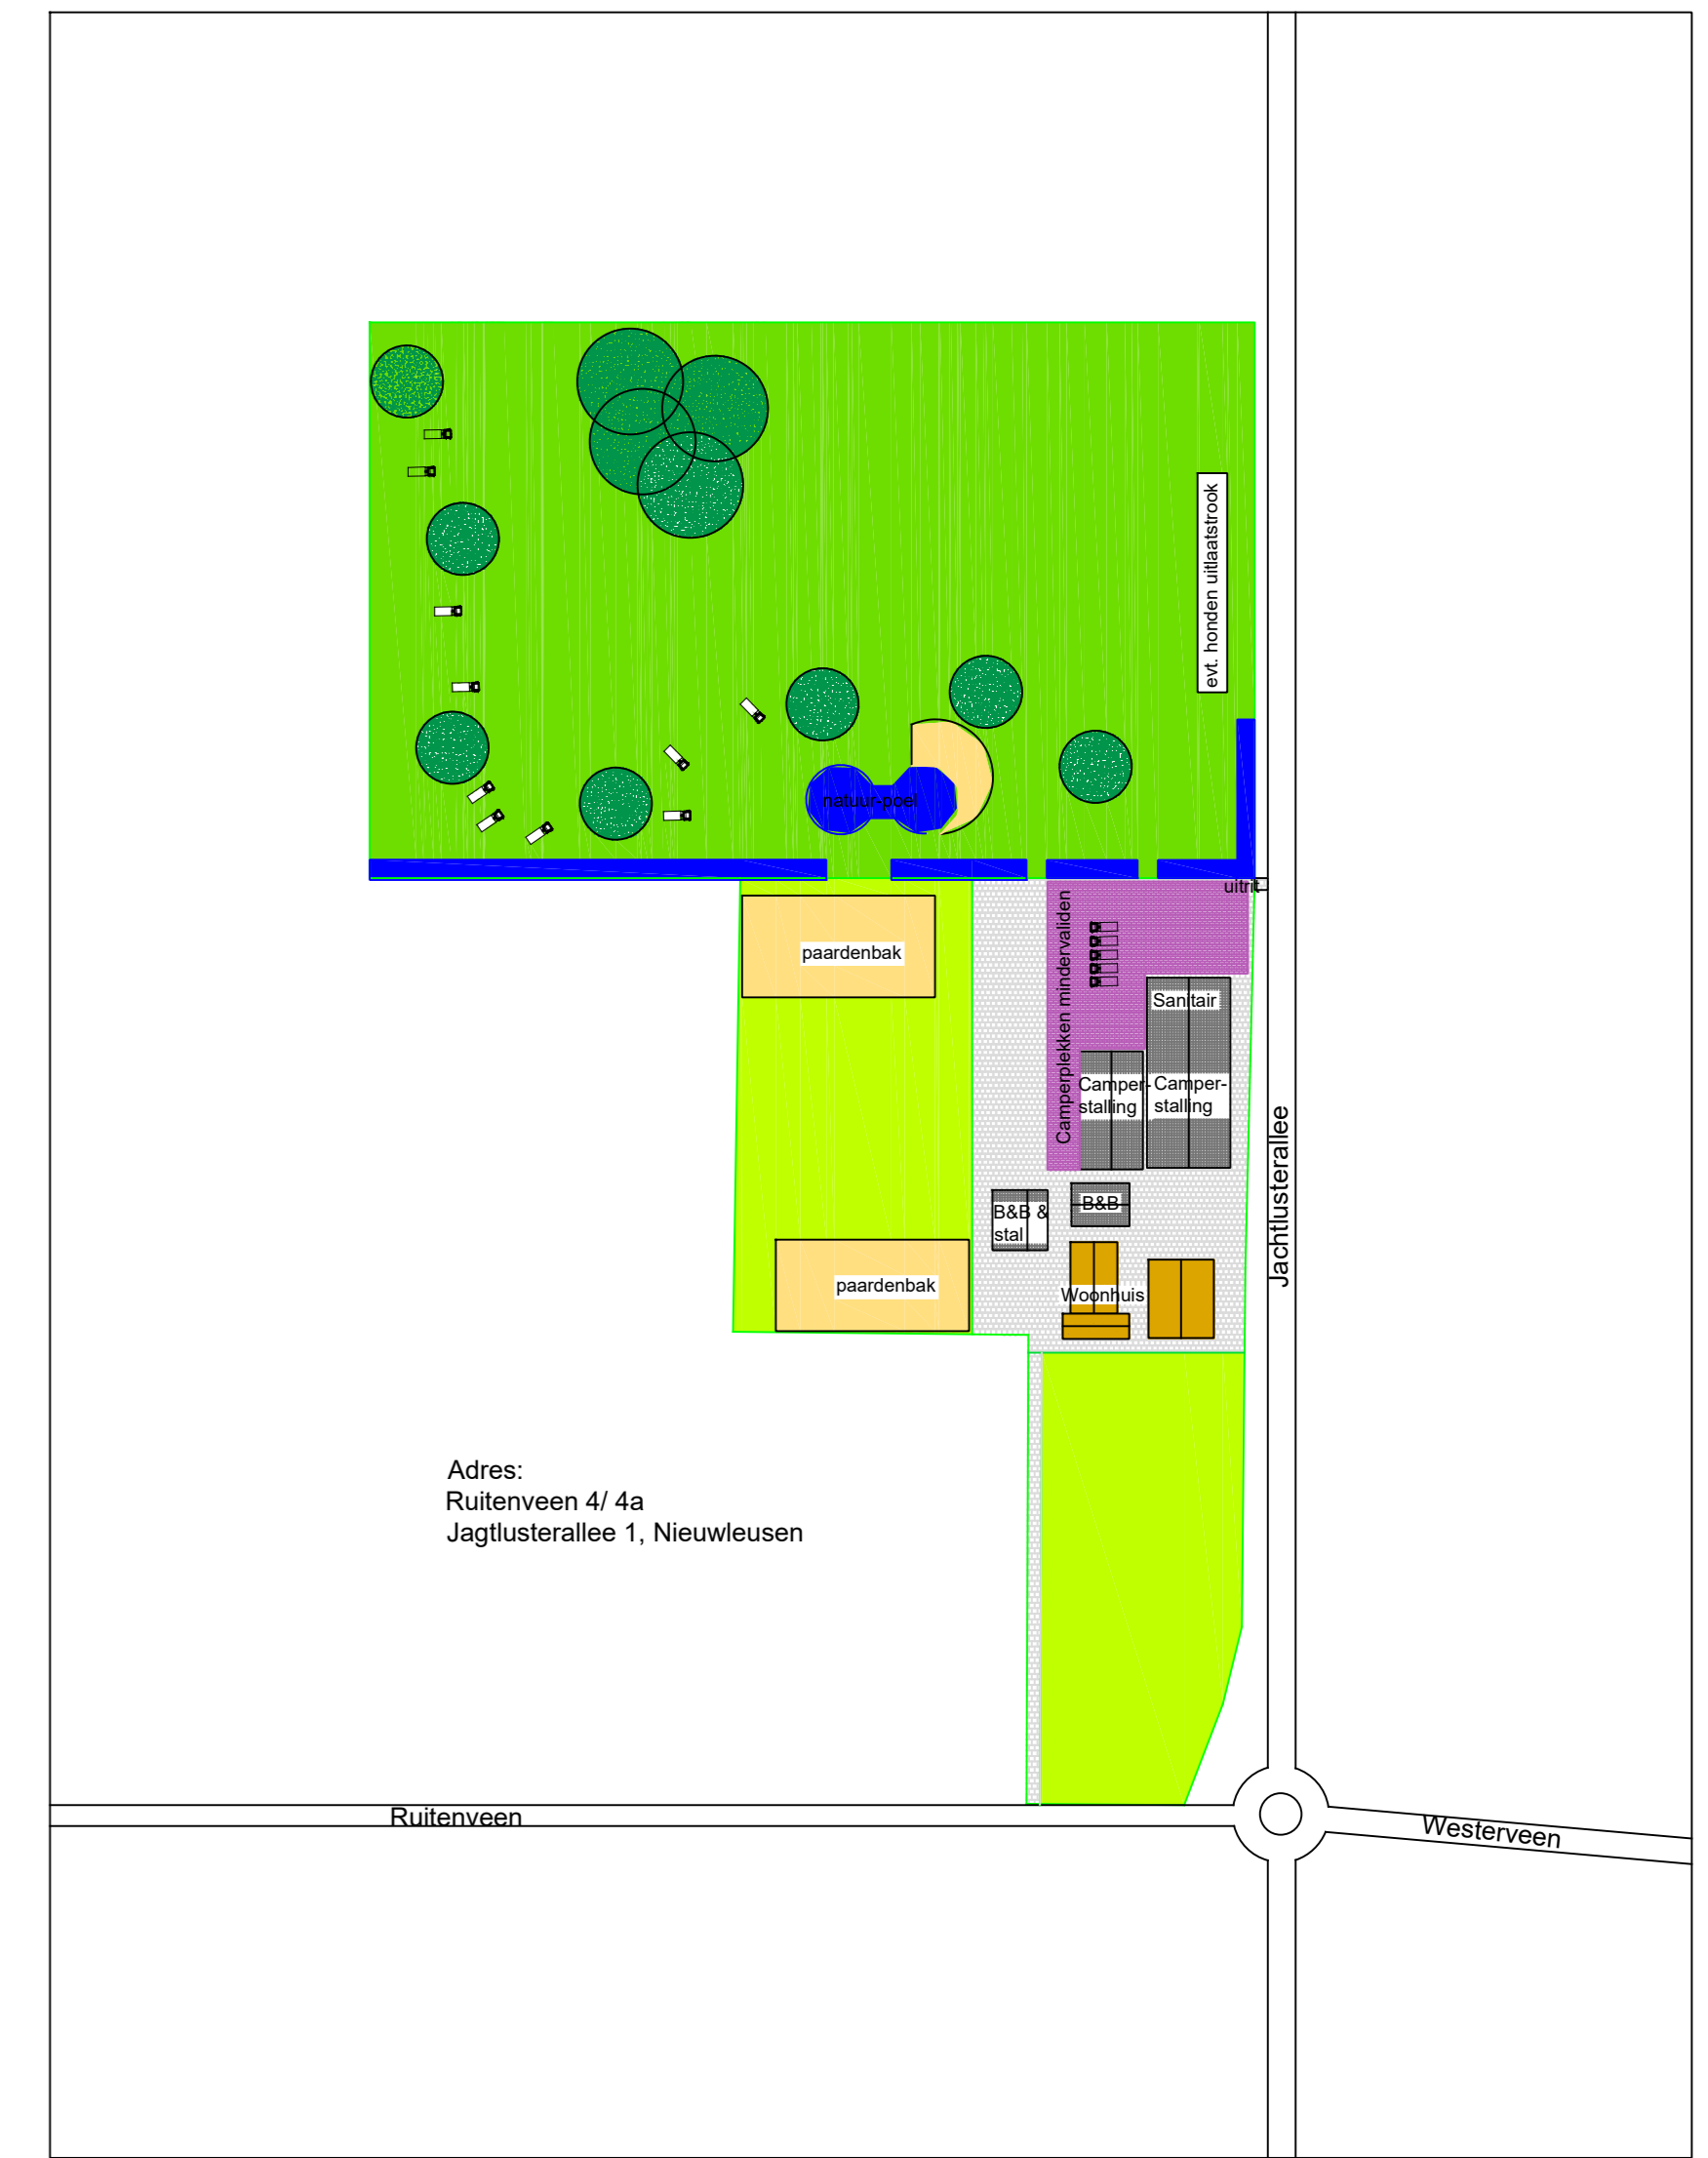 evt. honden uitlaatstrook
natuur-poel
uitrit
Camperplekken mindervaliden
paardenbak
Sanitair
Camper-
stalling
Camper-
stalling
Jachtlusterallee
B&B &
stal
B&B
paardenbak
Woonhuis
Adres:
Ruitenveen 4/ 4a
Jagtlusterallee 1, Nieuwleusen
Ruitenveen
Westerveen